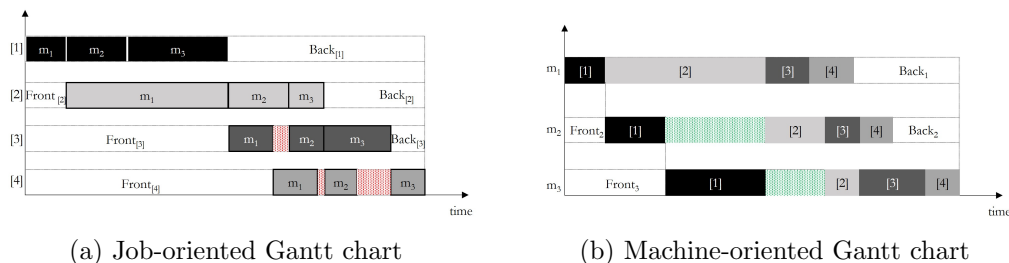 [1] m1 m2 m3 Back[1]
[2] Front[2] m1 m2 m3 Back[2]
[3] Front[3] m1 m2 m3 Back[3]
[4] Front[4] m1 m2 m3
time
(a) Job-oriented Gantt chart
m1 [1] [2] [3] [4] Back1
m2 Front2 [1] [2] [3] [4] Back2
m3 Front3 [1] [2] [3] [4]
time
(b) Machine-oriented Gantt chart